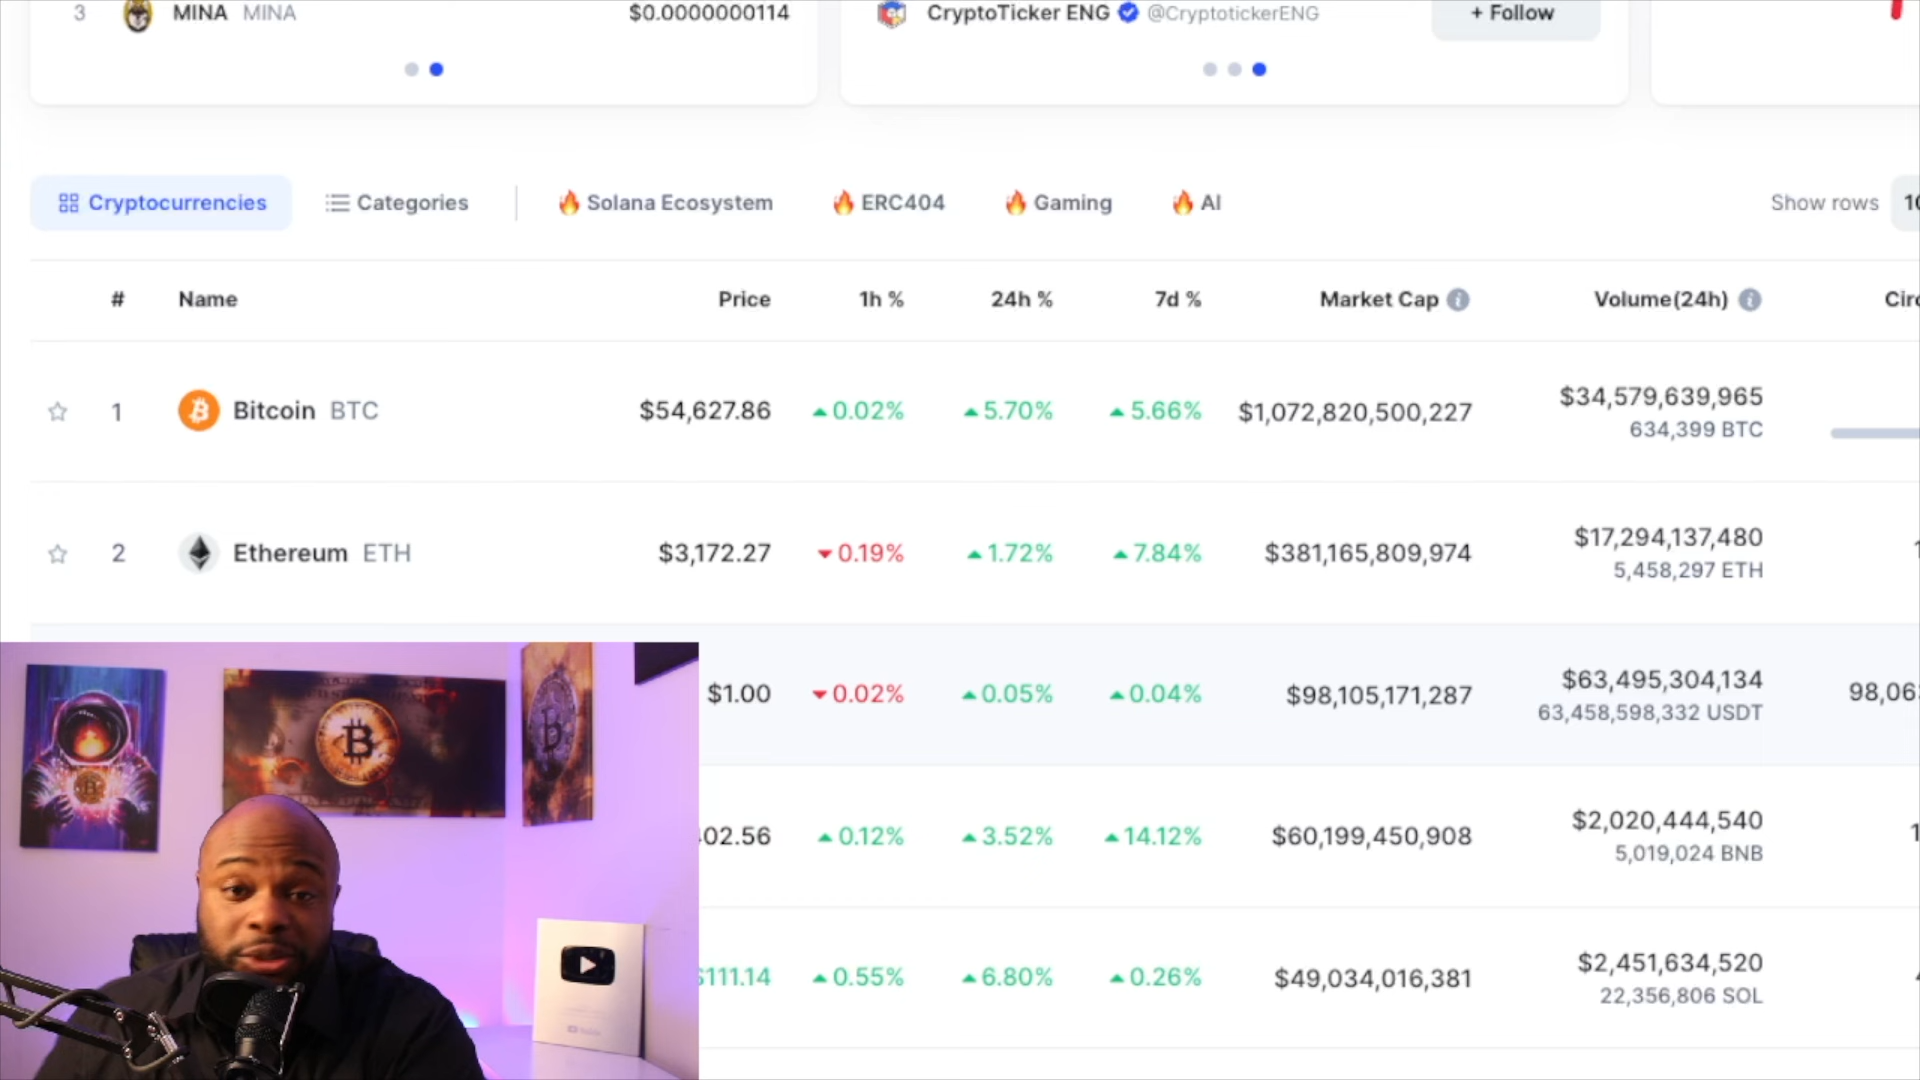 3 MINA MINA $0.0000000114
CryptoTicker ENG @CryptotickerENG + Follow
Cryptocurrencies Categories Solana Ecosystem ERC404 Gaming AI Show rows
# Name Price 1h % 24h % 7d % Market Cap Volume(24h)
1 Bitcoin BTC $54,627.86 0.02% 5.70% 5.66% $1,072,820,500,227 $34,579,639,965
634,399 BTC
2 Ethereum ETH $3,172.27 0.19% 1.72% 7.84% $381,165,809,974 $17,294,137,480
5,458,297 ETH
$1.00 0.02% 0.05% 0.04% $98,105,171,287 $63,495,304,134
63,458,598,332 USDT
98,06
02.56 0.12% 3.52% 14.12% $60,199,450,908 $2,020,444,540
5,019,024 BNB
$111.14 0.55% 6.80% 0.26% $49,034,016,381 $2,451,634,520
22,356,806 SOL